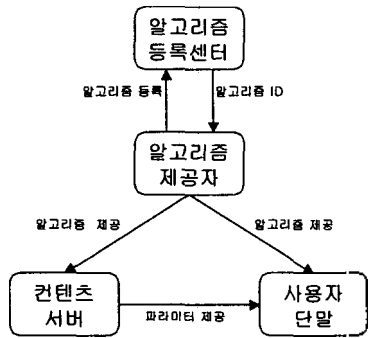 알고리즘
등록센터
알고리즘 등록
알고리즘 ID
알고리즘
제공자
알고리즘 제공
알고리즘 제공
컨텐츠
서버
파라미터 제공
사용자
단말